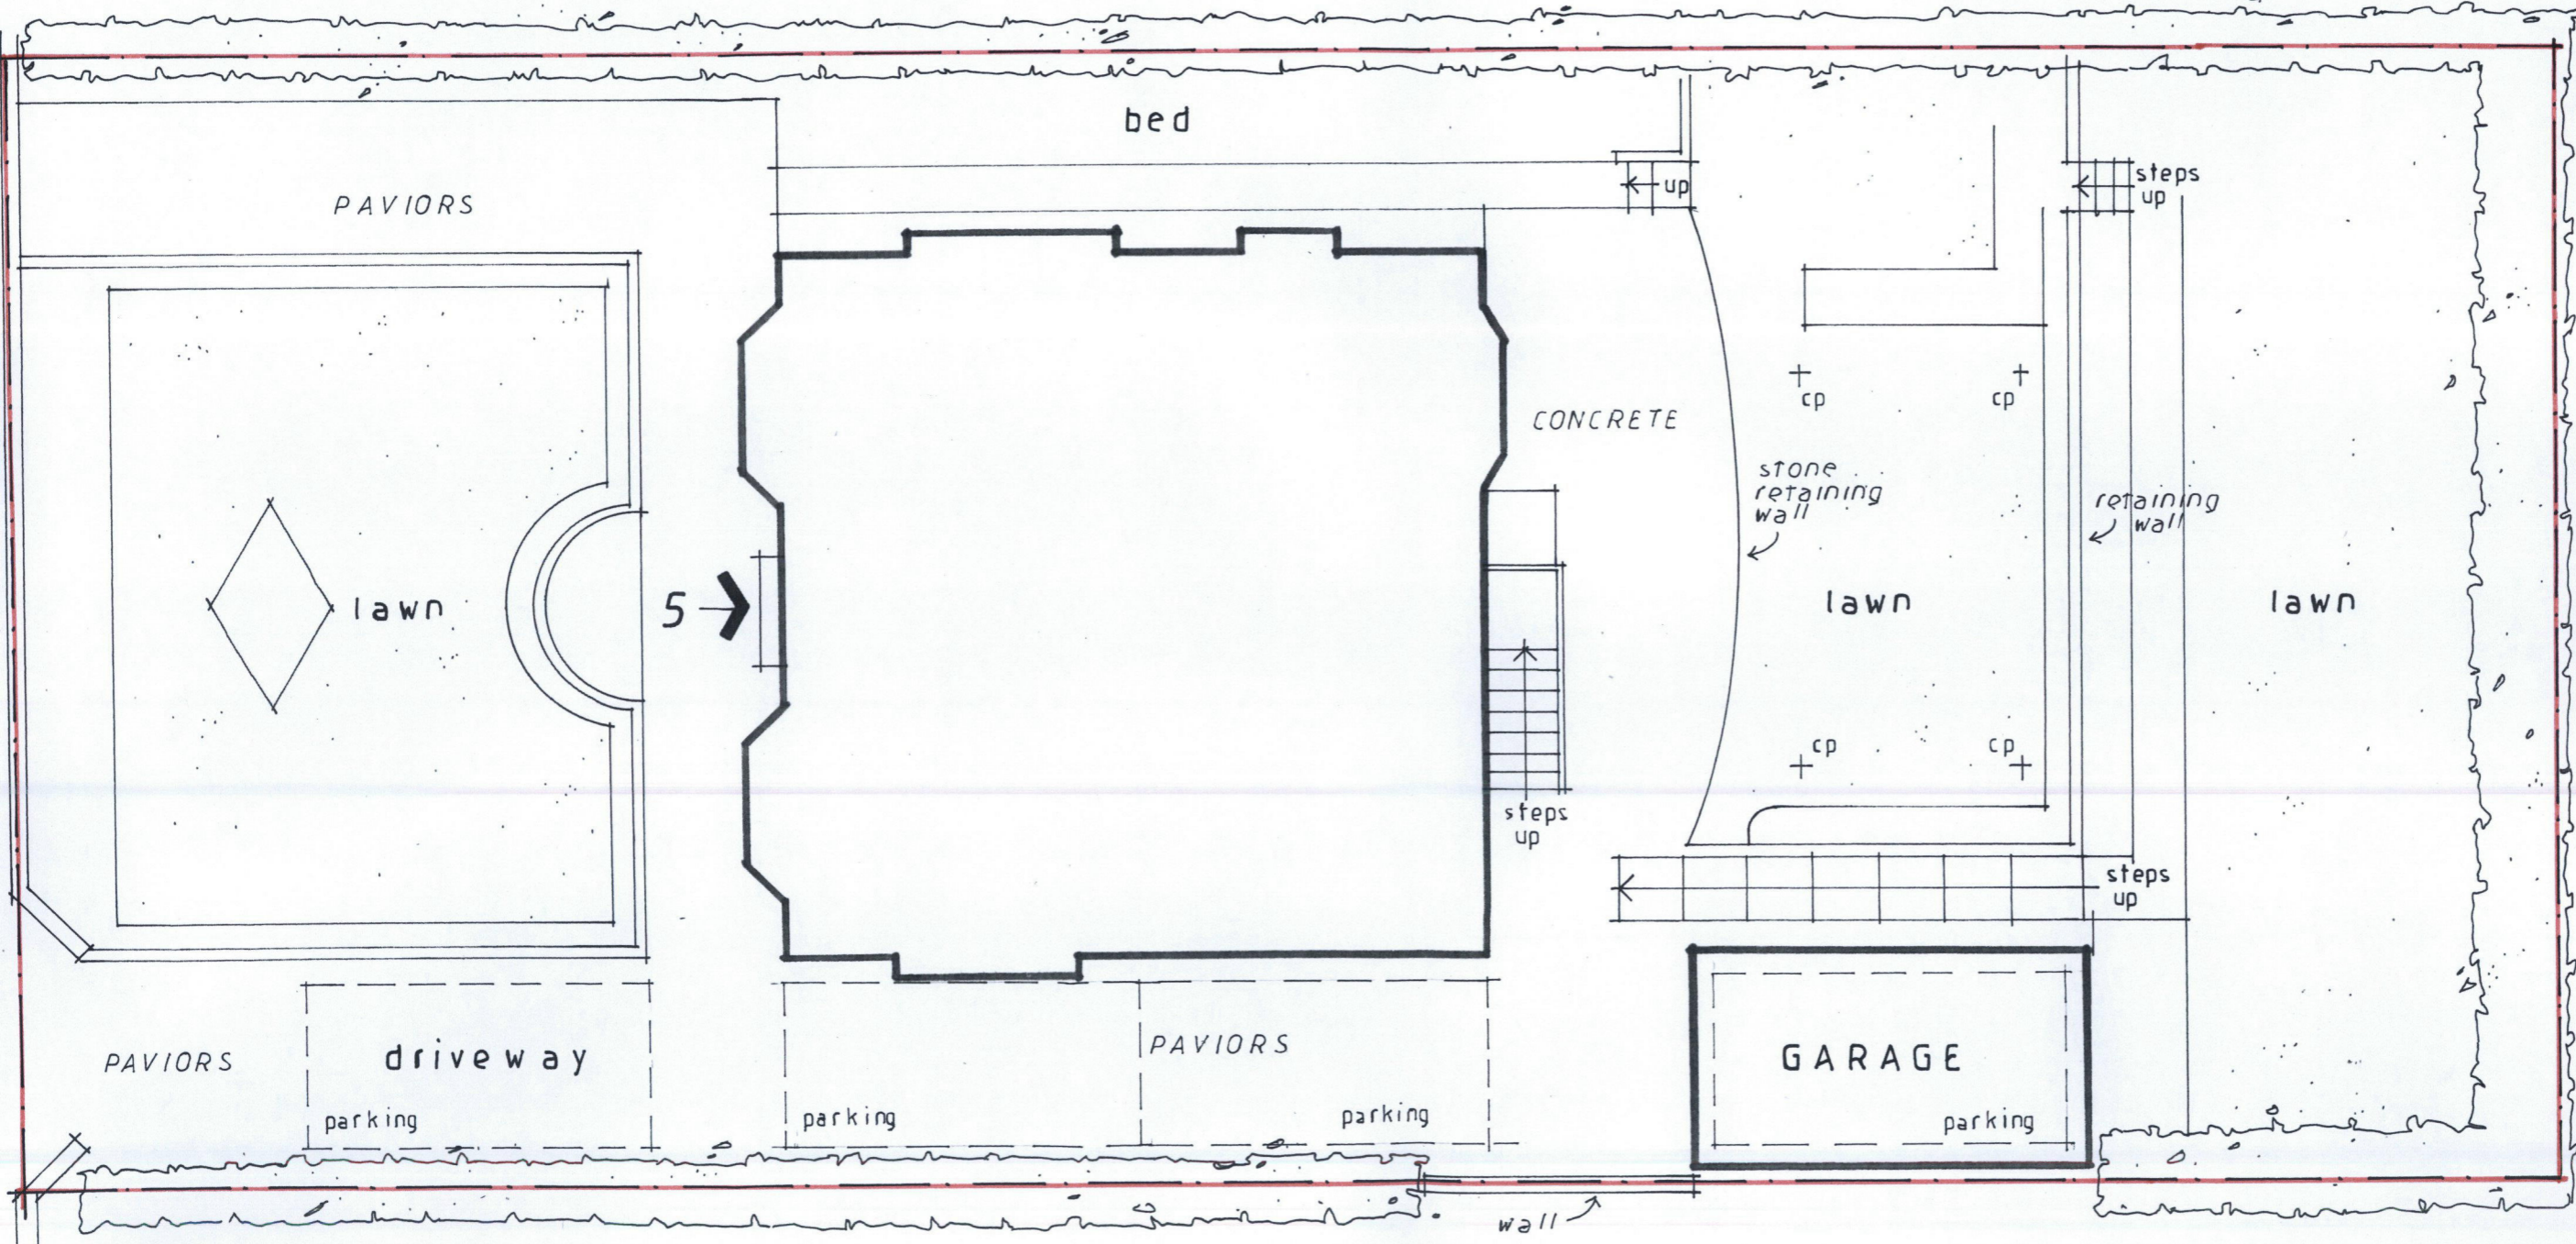 bed
PAVIORS
up
steps
up
cp
cp
CONCRETE
stone
retaining
wall
retaining
wall
lawn
5
lawn
lawn
cp
cp
steps
up
steps
up
PAVIORS
driveway
PAVIORS
GARAGE
parking
parking
parking
parking
wall